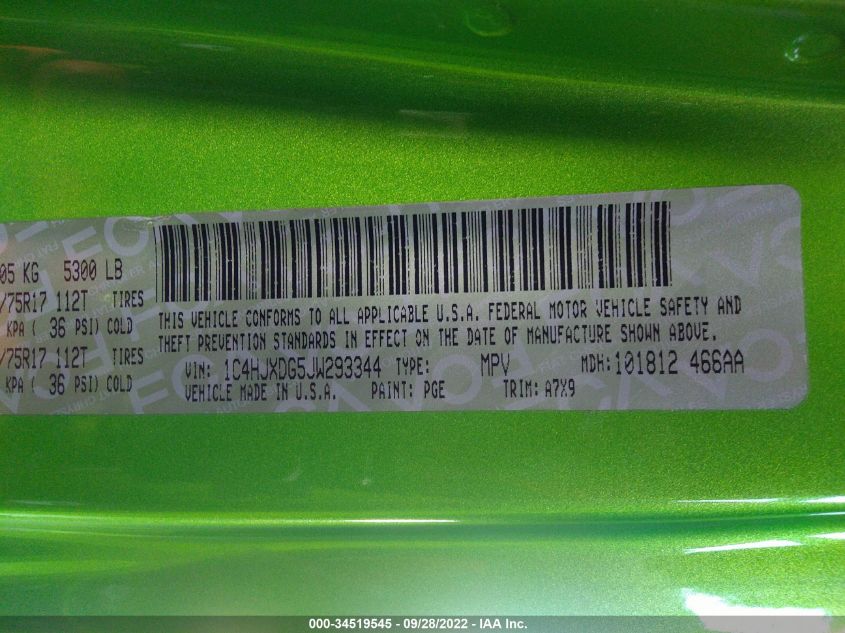 05 KG 5300 LB
/75R17 112T TIRES
KPA ( 36 PSI) COLD
/75R17 112T TIRES
KPA ( 36 PSI) COLD
THIS VEHICLE CONFORMS TO ALL APPLICABLE U.S.A. FEDERAL MOTOR VEHICLE SAFETY AND
THEFT PREVENTION STANDARDS IN EFFECT ON THE DATE OF MANUFACTURE SHOWN ABOVE.
VIN: 1C4HJXDG5JW293344 TYPE: MPV MDH:101812 466AA
VEHICLE MADE IN U.S.A. PAINT: PGE TRIM: A7X9
000-34519545 - 09/28/2022 - IAA Inc.